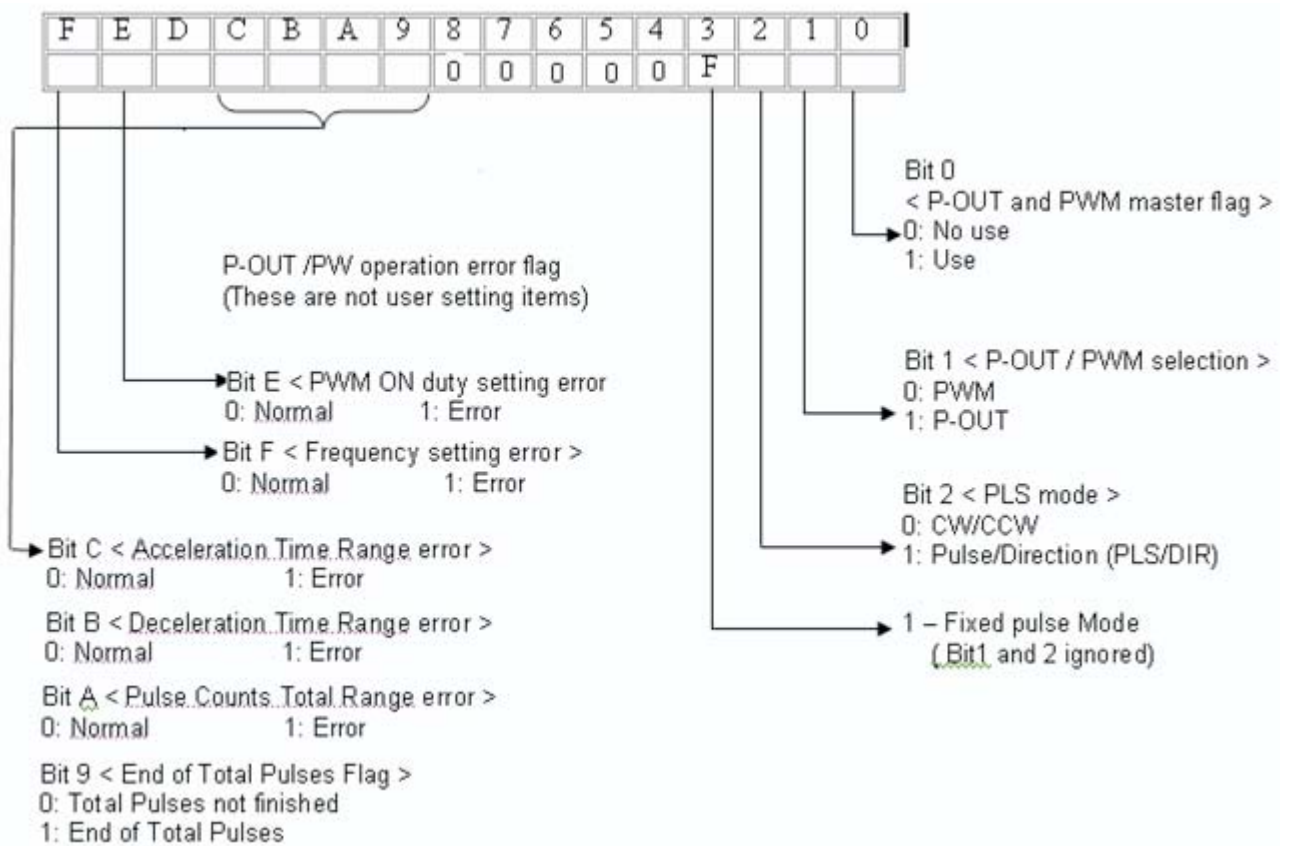 F E D C B A 9 8 7 6 5 4 3 2 1 0
0 0 0 0 0 F
Bit 0
< P-OUT and PWM master flag >
0: No use
1: Use
P-OUT /PW operation error flag
(These are not user setting items)
Bit 1 < P-OUT / PWM selection >
0: PWM
1: P-OUT
Bit E < PWM ON duty setting error
0: Normal 1: Error
Bit F < Frequency setting error >
0: Normal 1: Error
Bit 2 < PLS mode >
0: CW/CCW
1: Pulse/Direction (PLS/DIR)
Bit C < Acceleration Time Range error >
0: Normal 1: Error
1 – Fixed pulse Mode
( Bit1 and 2 ignored)
Bit B < Deceleration Time Range error >
0: Normal 1: Error
Bit A < Pulse Counts Total Range error >
0: Normal 1: Error
Bit 9 < End of Total Pulses Flag >
0: Total Pulses not finished
1: End of Total Pulses